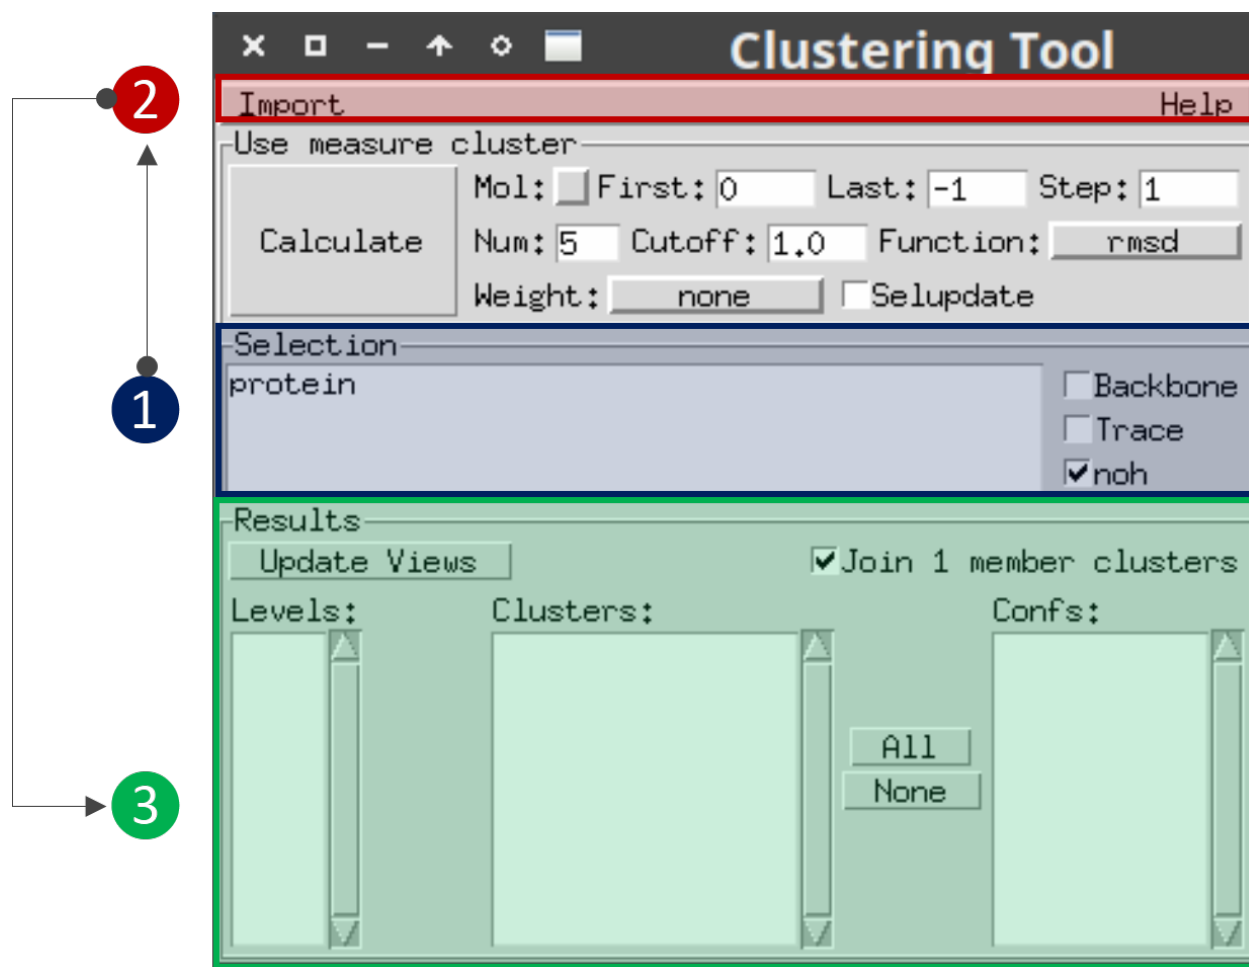 Clustering Tool
2
Import Help
Use measure cluster
Mol: First: 0 Last: -1 Step: 1
Calculate Num: 5 Cutoff: 1.0 Function: rmsd
Weight: none Selupdate
Selection
protein Backbone
1
Trace
noh
Results
Update Views Join 1 member clusters
Levels: Clusters: Confs:
All
None
3